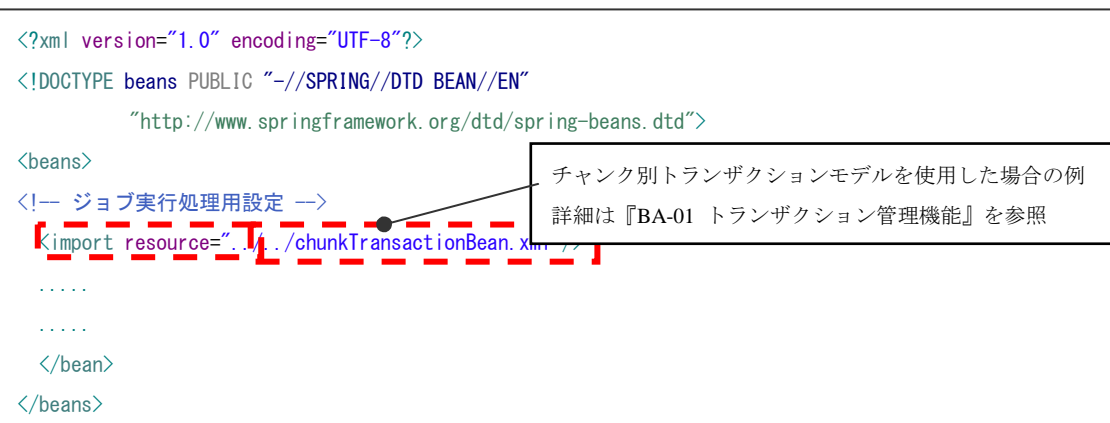 <?xml version="1.0" encoding="UTF-8"?>
<!DOCTYPE beans PUBLIC "-//SPRING//DTD BEAN//EN"
"http://www.springframework.org/dtd/spring-beans.dtd">
<beans>
<!-- ジョブ実行処理用設定 -->
<import resource="../../chunkTransactionBean.xml"/>
.....
.....
</bean>
</beans>
チャンク別トランザクションモデルを使用した場合の例
詳細は『BA-01 トランザクション管理機能』を参照